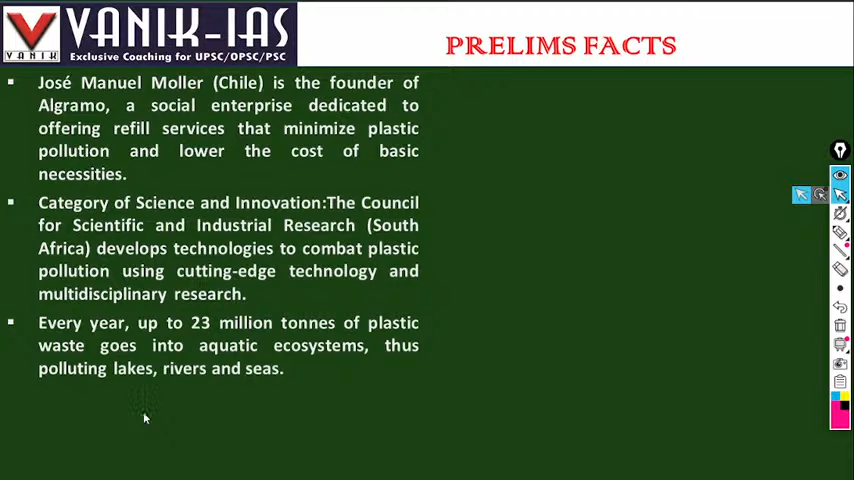 VANIK-IAS
VANIK
Exclusive Coaching for UPSC/OPSC/PSC
PRELIMS FACTS
▪ José Manuel Moller (Chile) is the founder of
Algramo, a social enterprise dedicated to
offering refill services that minimize plastic
pollution and lower the cost of basic
necessities.
▪ Category of Science and Innovation:The Council
for Scientific and Industrial Research (South
Africa) develops technologies to combat plastic
pollution using cutting-edge technology and
multidisciplinary research.
▪ Every year, up to 23 million tonnes of plastic
waste goes into aquatic ecosystems, thus
polluting lakes, rivers and seas.